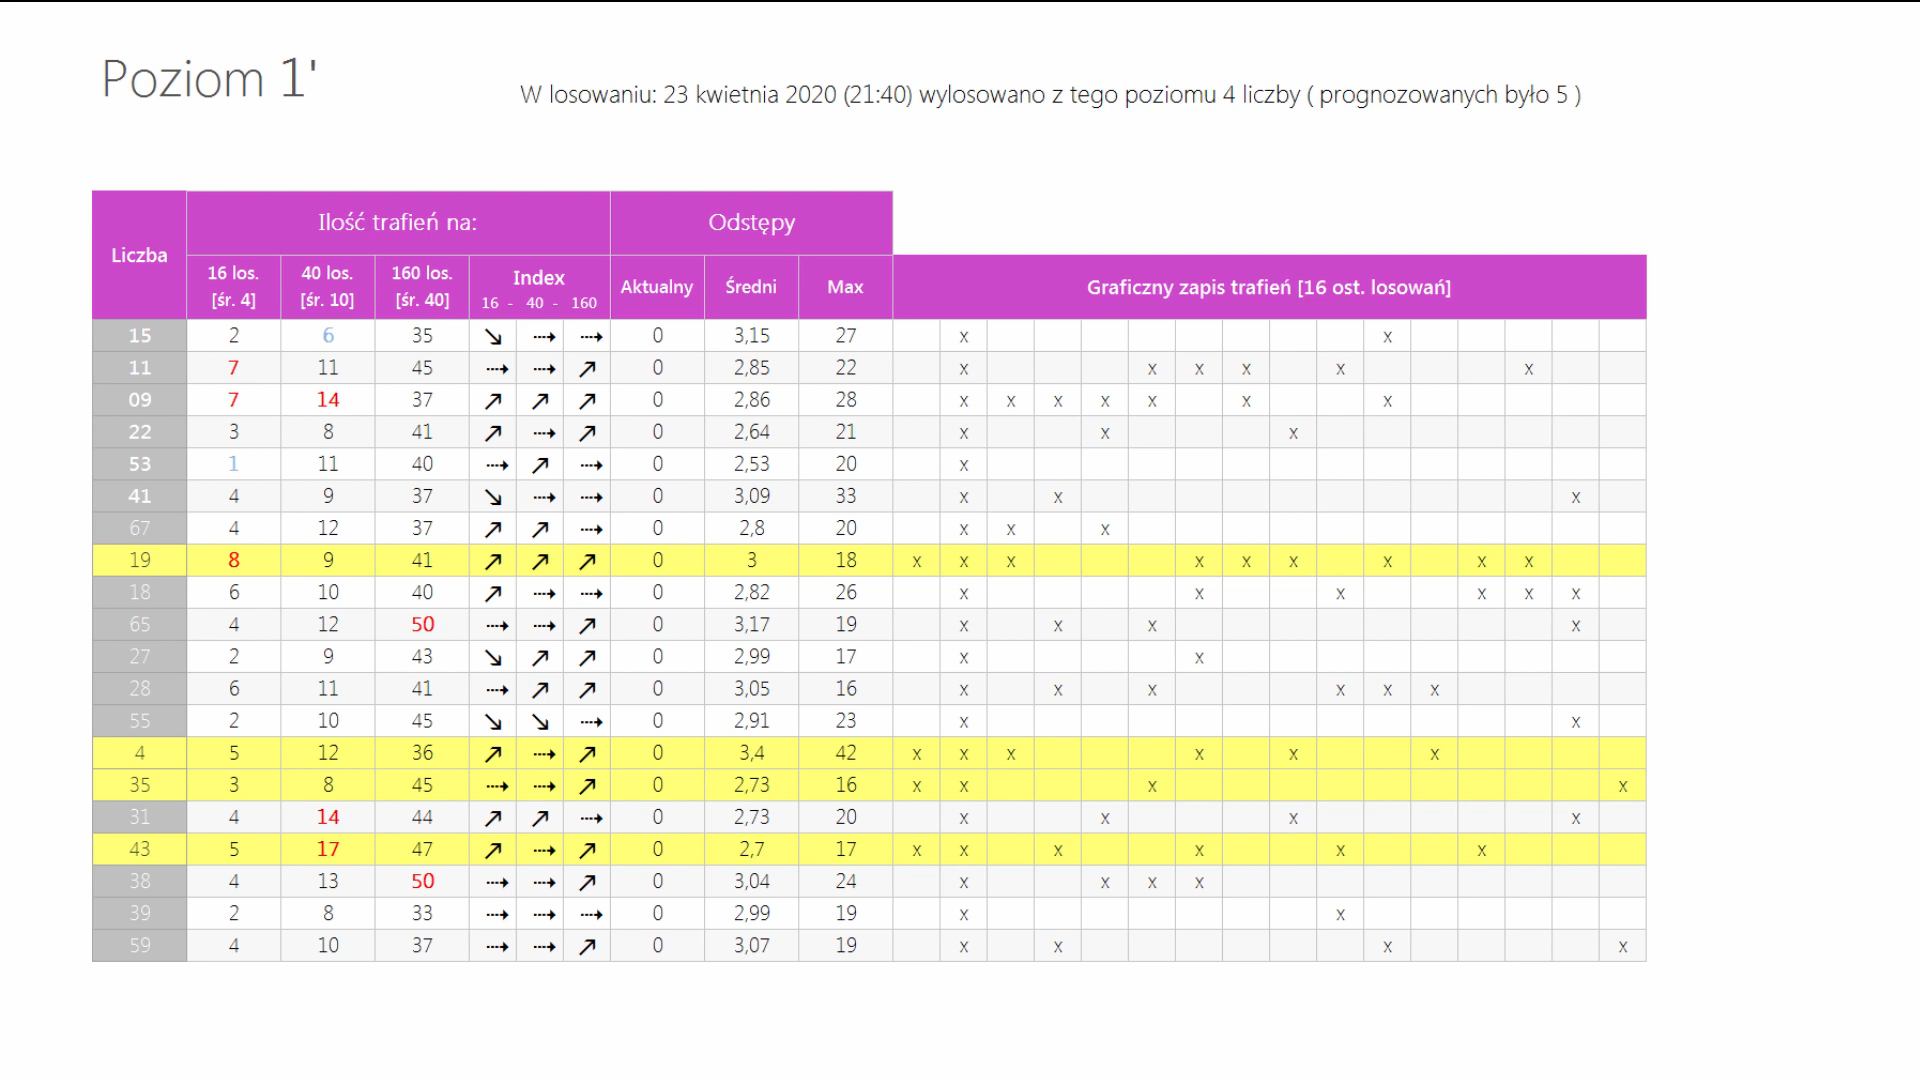 Poziom 1'
W losowaniu: 23 kwietnia 2020 (21:40) wylosowano z tego poziomu 4 liczby ( prognozowanych było 5 )
Liczba Ilość trafień na: Odstępy
16 los. [śr. 4] 40 los. [śr. 10] 160 los. [śr. 40] Index 16 - 40 - 160 Aktualny Średni Max Graficzny zapis trafień [16 ost. losowań]
15 2 6 35 ↘ → → 0 3,15 27 x x
11 7 11 45 → → ↗ 0 2,85 22 x x x x x x
09 7 14 37 ↗ ↗ ↗ 0 2,86 28 x x x x x x x
22 3 8 41 ↗ → ↗ 0 2,64 21 x x x
53 1 11 40 → ↗ → 0 2,53 20 x
41 4 9 37 ↘ → → 0 3,09 33 x x x
67 4 12 37 ↗ ↗ → 0 2,8 20 x x x
19 8 9 41 ↗ ↗ ↗ 0 3 18 x x x x x x x x x
18 6 10 40 ↗ → → 0 2,82 26 x x x x x x
65 4 12 50 → → ↗ 0 3,17 19 x x x x
27 2 9 43 ↘ ↗ ↗ 0 2,99 17 x x
28 6 11 41 → ↗ ↗ 0 3,05 16 x x x x x x
55 2 10 45 ↘ ↘ → 0 2,91 23 x x
4 5 12 36 ↗ → ↗ 0 3,4 42 x x x x x x
35 3 8 45 → → ↗ 0 2,73 16 x x x x
31 4 14 44 ↗ ↗ → 0 2,73 20 x x x x
43 5 17 47 ↗ → ↗ 0 2,7 17 x x x x x x
38 4 13 50 → → ↗ 0 3,04 24 x x x x
39 2 8 33 → → → 0 2,99 19 x x
59 4 10 37 → → ↗ 0 3,07 19 x x x x